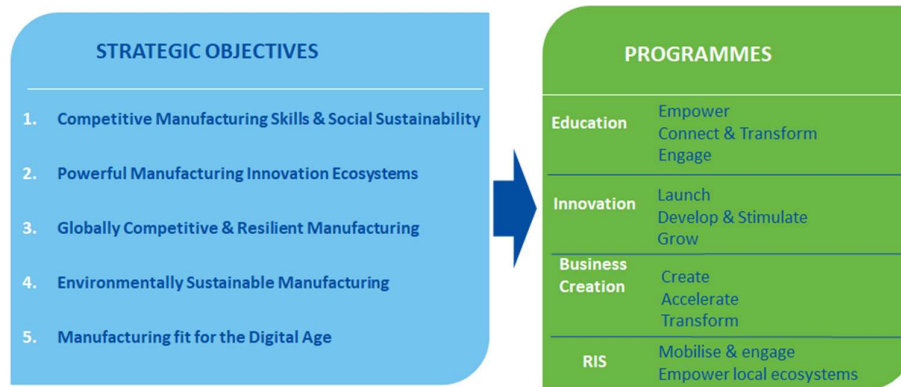 STRATEGIC OBJECTIVES
1. Competitive Manufacturing Skills & Social Sustainability
2. Powerful Manufacturing Innovation Ecosystems
3. Globally Competitive & Resilient Manufacturing
4. Environmentally Sustainable Manufacturing
5. Manufacturing fit for the Digital Age
PROGRAMMES
Education
Empower
Connect & Transform
Engage
Innovation
Launch
Develop & Stimulate
Grow
Business
Creation
Create
Accelerate
Transform
RIS
Mobilise & engage
Empower local ecosystems